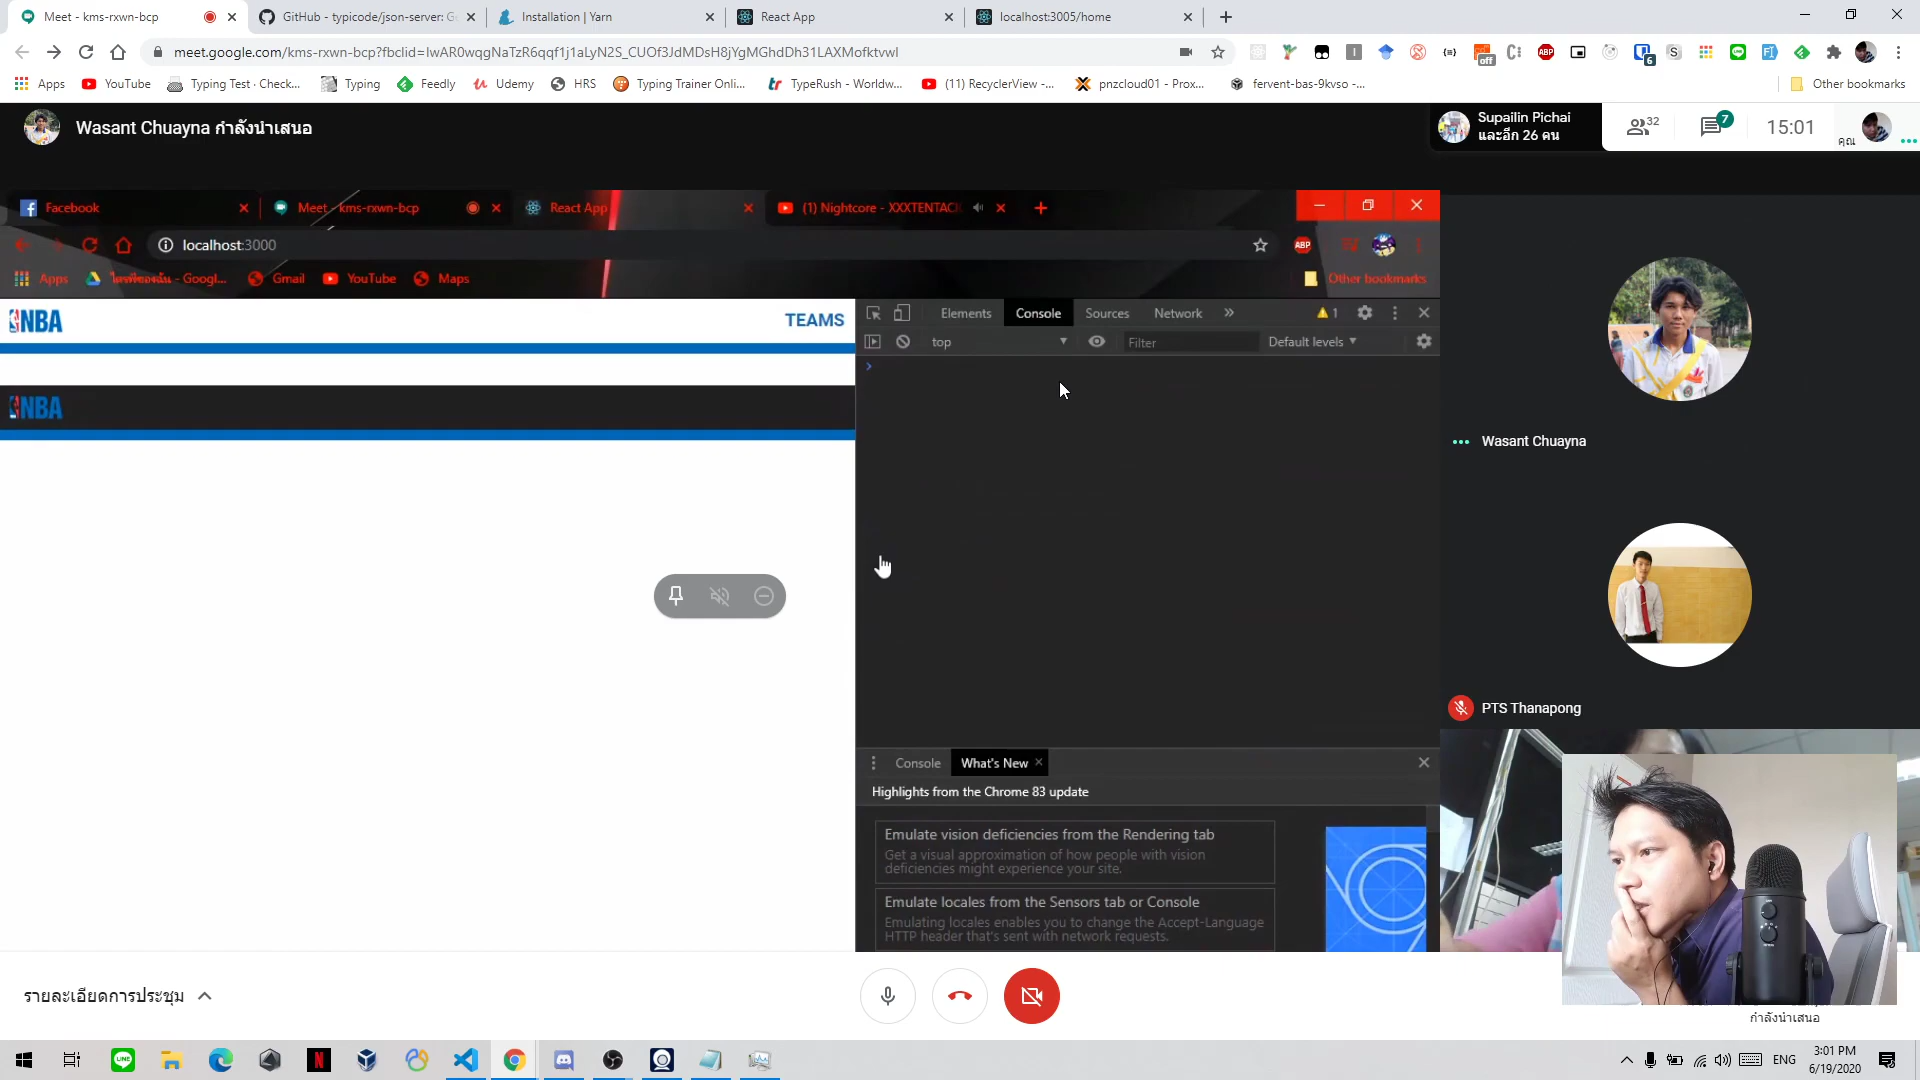 Meet - kms-rxwn-bcp
GitHub - typicode/json-server: Ge
Installation | Yarn
React App
localhost:3005/home
meet.google.com/kms-rxwn-bcp?fbclid=IwAR0wqgNaTzR6qqf1j1aLyN2S_CUOf3JdMDsH8jYgMGhdDh31LAXMofktvwI
off
ABP
6
Apps
YouTube
Typing Test · Check...
Typing
Feedly
Udemy
HRS
Typing Trainer Onli...
TypeRush - Worldw...
(11) RecyclerView -...
pnzcloud01 - Prox...
fervent-bas-9kvso -...
Other bookmarks
Wasant Chuayna กำลังนำเสนอ
Supailin Pichai
และอีก 26 คน
32
7
15:01
คุณ
Facebook
Meet - kms-rxwn-bcp
React App
(1) Nightcore - XXXTENTACI
localhost:3000
ABP
Apps
ไดรฟ์ของฉัน - Googl...
Gmail
YouTube
Maps
Other bookmarks
NBA
TEAMS
NBA
Elements
Console
Sources
Network
1
top
Filter
Default levels
Console
What's New
Highlights from the Chrome 83 update
Emulate vision deficiencies from the Rendering tab
Get a visual approximation of how people with vision
deficiencies might experience your site.
Emulate locales from the Sensors tab or Console
Emulating locales enables you to change the Accept-Language
HTTP header that's sent with network requests.
Wasant Chuayna
PTS Thanapong
รายละเอียดการประชุม
กำลังนำเสนอ
LINE
N
ENG
3:01 PM
6/19/2020